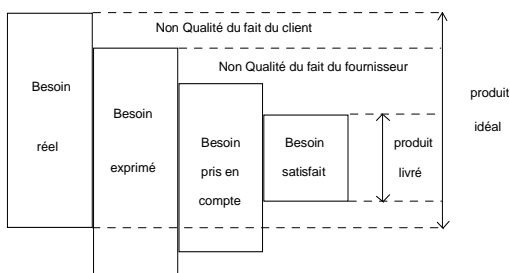 Non Qualité du fait du client
Non Qualité du fait du fournisseur
Besoin
réel
Besoin
exprimé
Besoin
pris en
compte
Besoin
satisfait
produit
livré
produit
idéal